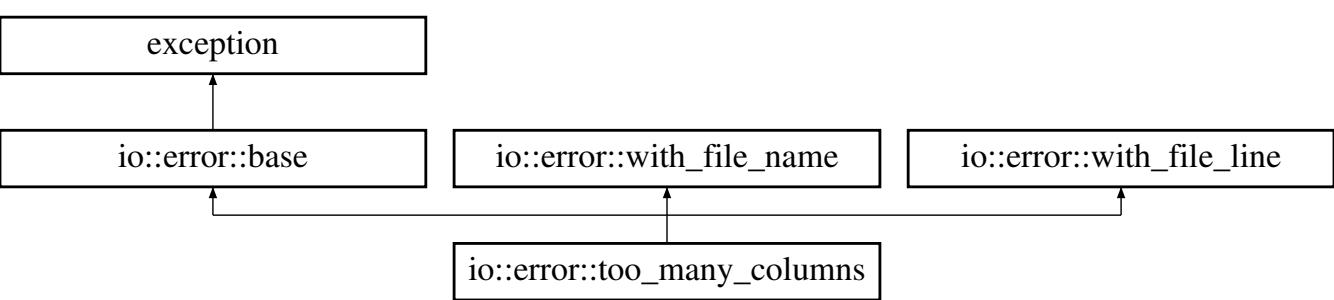 exception
io::error::base
io::error::with_file_name
io::error::with_file_line
io::error::too_many_columns